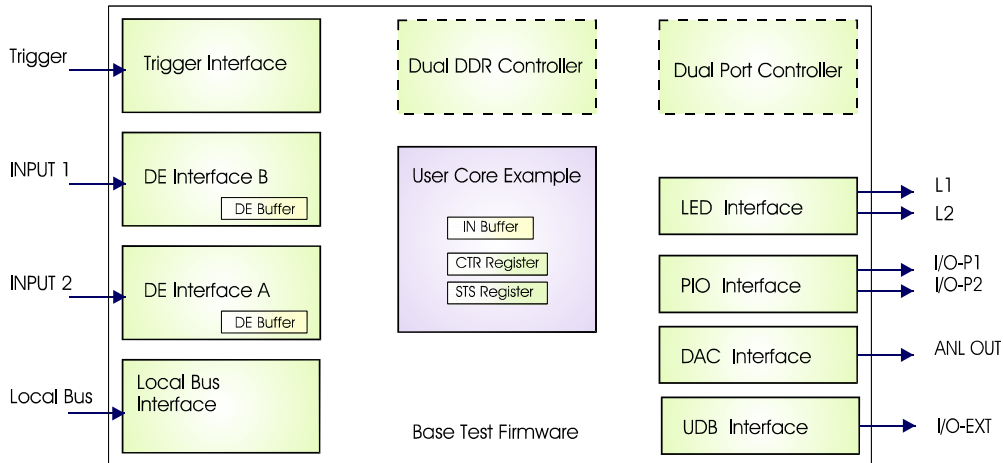 Trigger
Trigger Interface
Dual DDR Controller
Dual Port Controller
INPUT 1
DE Interface B
DE Buffer
User Core Example
IN Buffer
CTR Register
STS Register
LED Interface
L1
L2
INPUT 2
DE Interface A
DE Buffer
PIO Interface
I/O-P1
I/O-P2
DAC Interface
ANL OUT
Local Bus
Local Bus
Interface
Base Test Firmware
UDB Interface
I/O-EXT